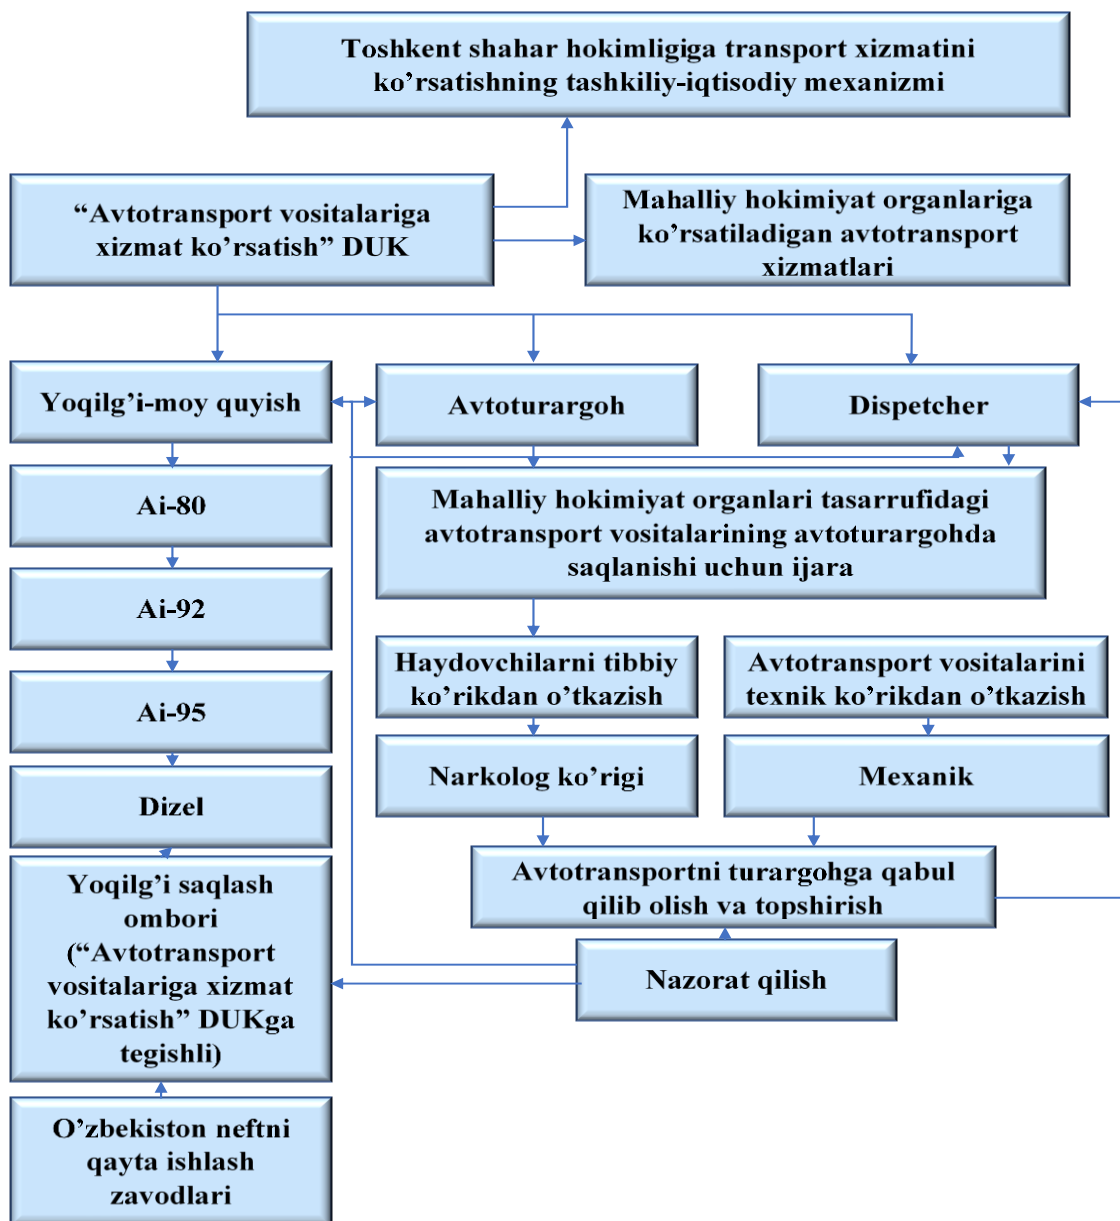 Toshkent shahar hokimligiga transport xizmatini
ko’rsatishning tashkiliy-iqtisodiy mexanizmi
“Avtotransport vositalariga
xizmat ko’rsatish” DUK
Mahalliy hokimiyat organlariga
ko’rsatiladigan avtotransport
xizmatlari
Yoqilg’i-moy quyish
Avtoturargoh
Dispetcher
Ai-80
Mahalliy hokimiyat organlari tasarrufidagi
avtotransport vositalarining avtoturargohda
saqlanishi uchun ijara
Ai-92
Ai-95
Haydovchilarni tibbiy
ko’rikdan o’tkazish
Avtotransport vositalarini
texnik ko’rikdan o’tkazish
Dizel
Narkolog ko’rigi
Mexanik
Yoqilg’i saqlash
ombori
(“Avtotransport
vositalariga xizmat
ko’rsatish” DUKga
tegishli)
Avtotransportni turargohga qabul
qilib olish va topshirish
Nazorat qilish
O’zbekiston neftni
qayta ishlash
zavodlari